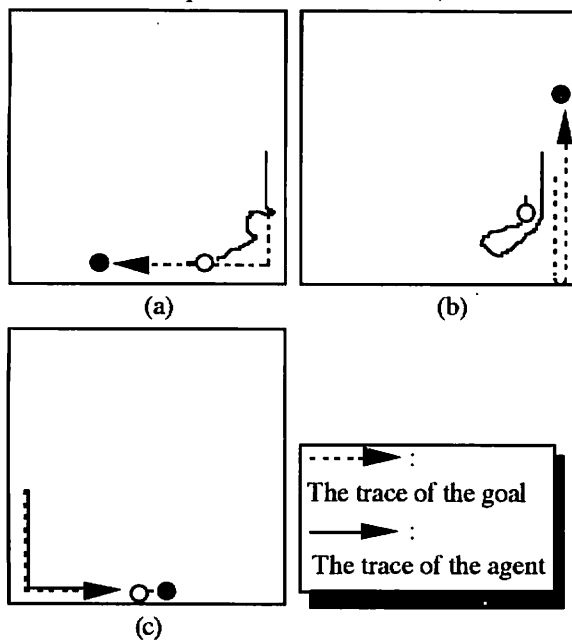 (a)
(b)
:
The trace of the goal
:
The trace of the agent
(c)